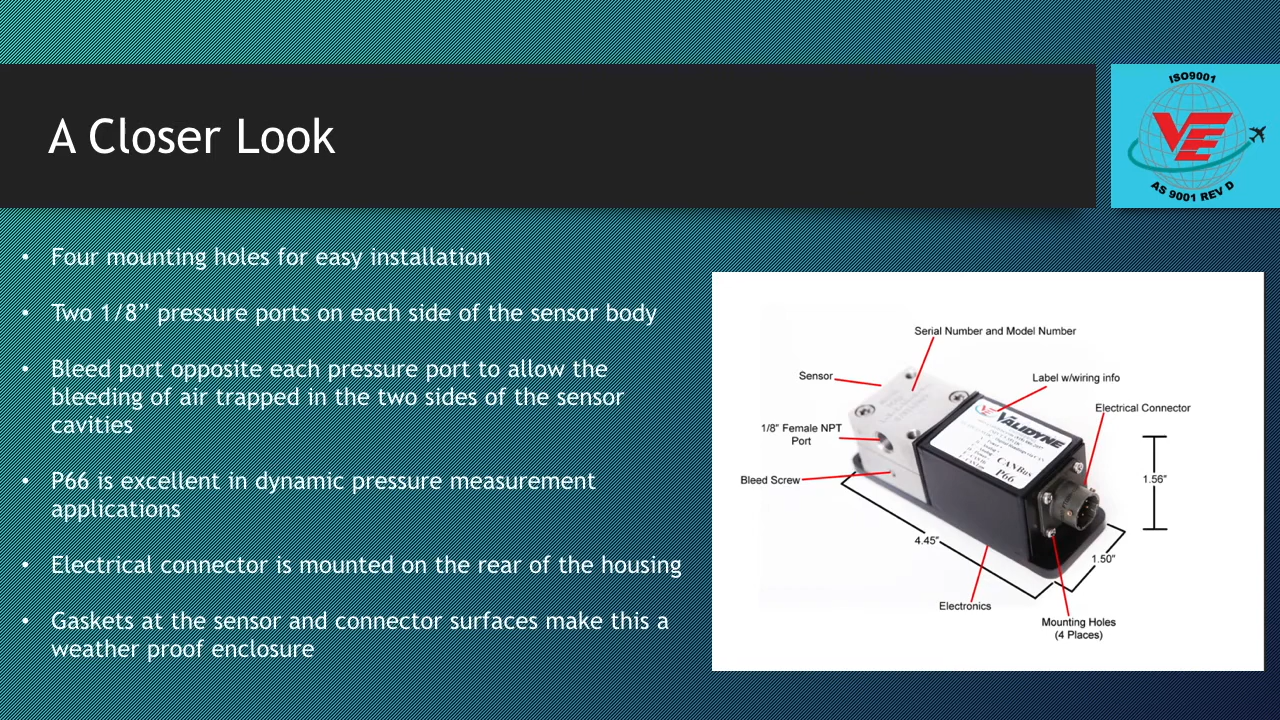 A Closer Look
ISO9001
VE
AS 9001 REV D
• Four mounting holes for easy installation
• Two 1/8” pressure ports on each side of the sensor body
• Bleed port opposite each pressure port to allow the
bleeding of air trapped in the two sides of the sensor
cavities
• P66 is excellent in dynamic pressure measurement
applications
• Electrical connector is mounted on the rear of the housing
• Gaskets at the sensor and connector surfaces make this a
weather proof enclosure
Serial Number and Model Number
Sensor
Label w/wiring info
Electrical Connector
1/8” Female NPT
Port
Bleed Screw
VALIDYNE
CANBus
P66
1.56”
4.45”
1.50”
Electronics
Mounting Holes
(4 Places)